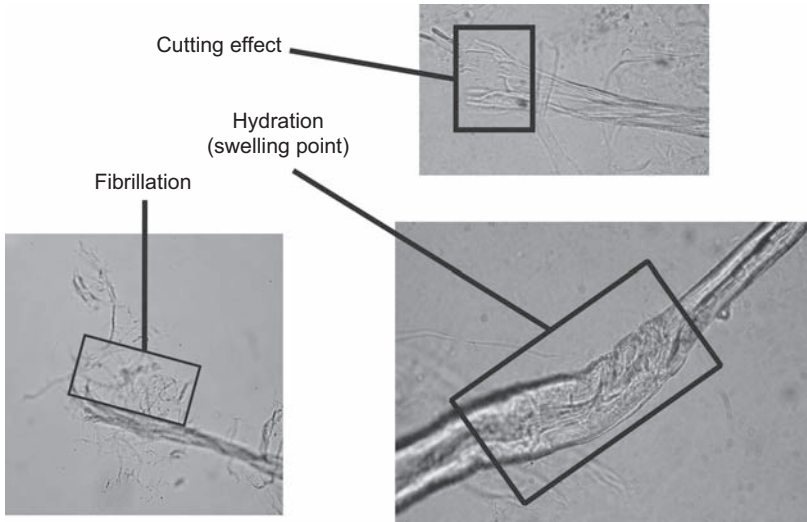 Cutting effect
Hydration
(swelling point)
Fibrillation